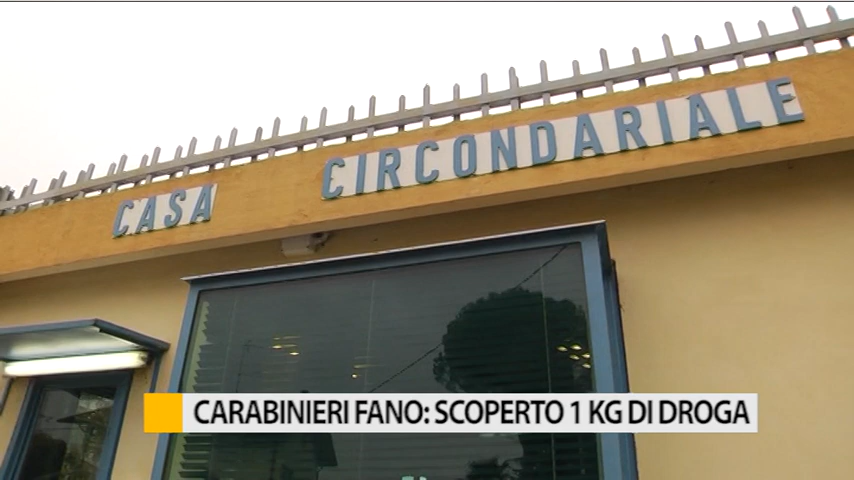 CASA CIRCONDARIALE
CARABINIERI FANO: SCOPERTO 1 KG DI DROGA